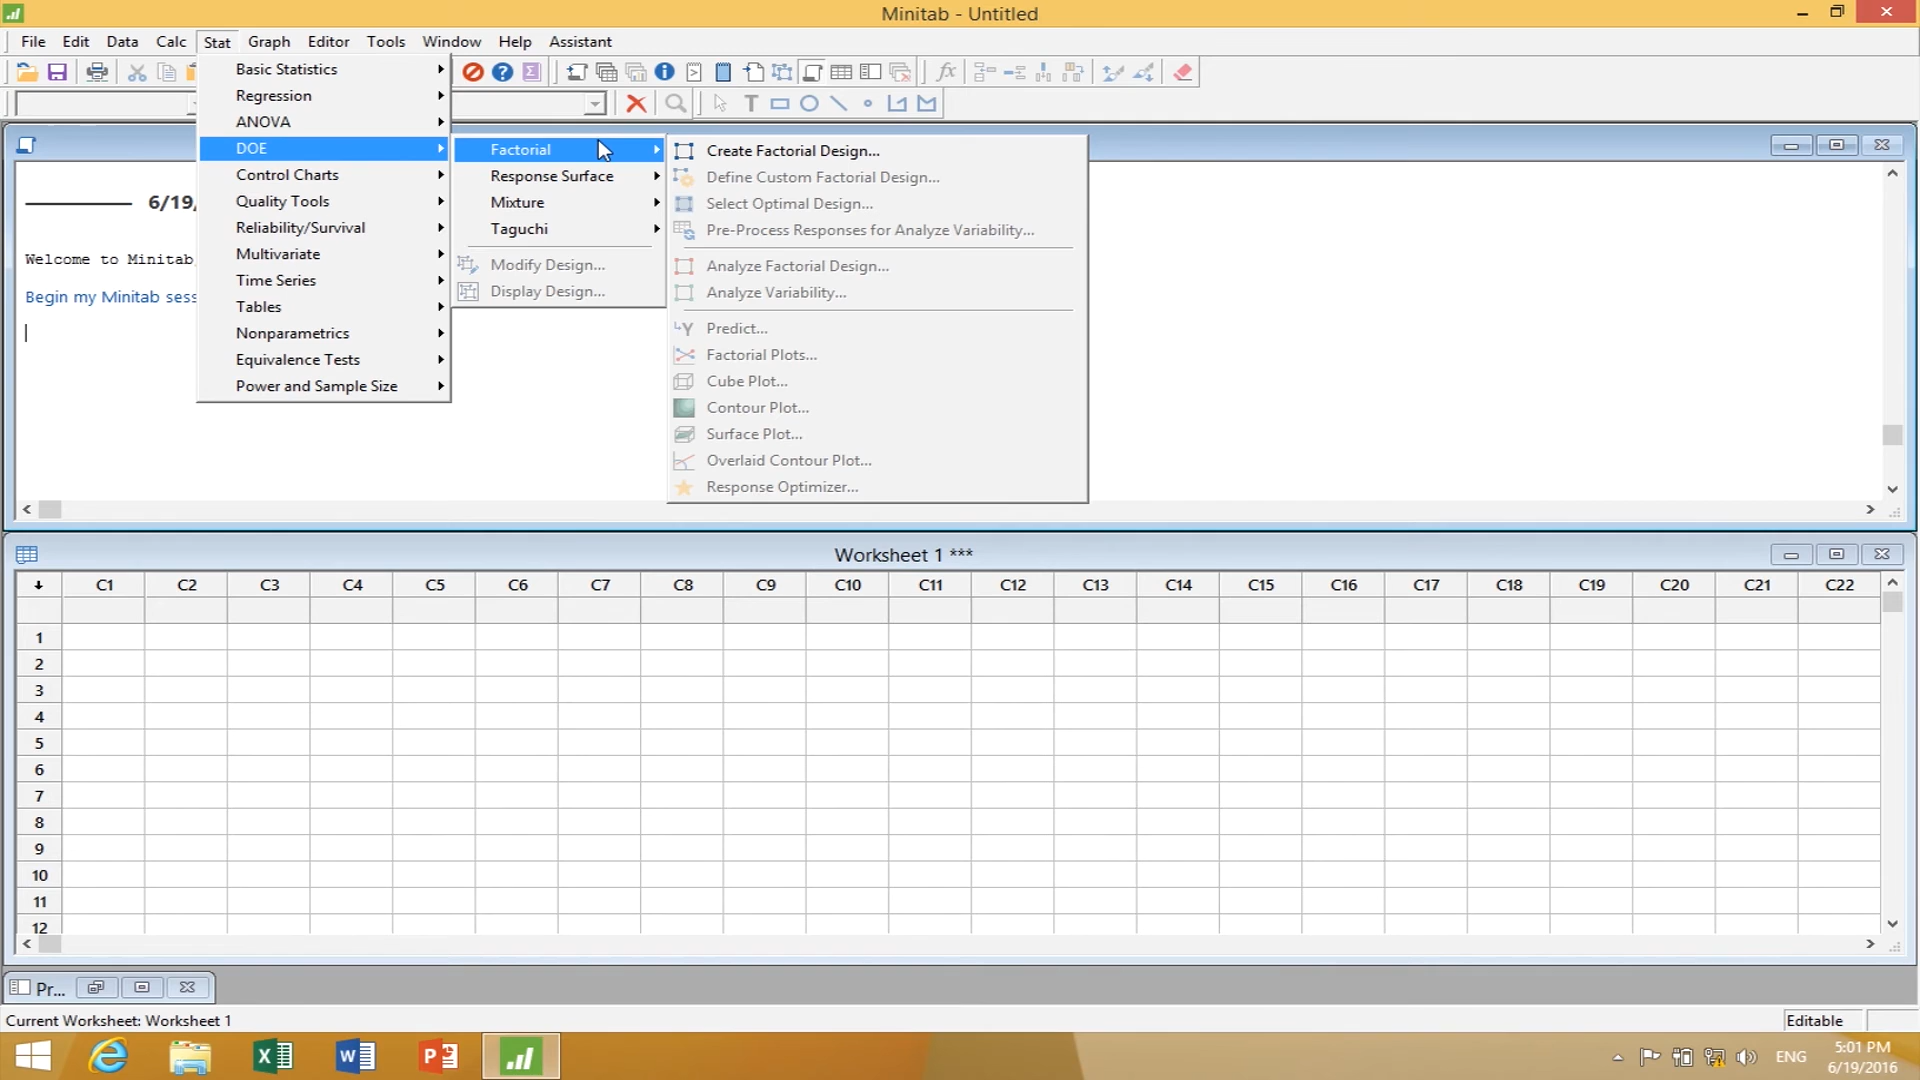 Minitab - Untitled
File Edit Data Calc Stat Graph Editor Tools Window Help Assistant
Basic Statistics
Regression
ANOVA
DOE
Control Charts
Quality Tools
Reliability/Survival
Multivariate
Time Series
Tables
Nonparametrics
Equivalence Tests
Power and Sample Size
Factorial
Response Surface
Mixture
Taguchi
Modify Design...
Display Design...
Create Factorial Design...
Define Custom Factorial Design...
Select Optimal Design...
Pre-Process Responses for Analyze Variability...
Analyze Factorial Design...
Analyze Variability...
Predict...
Factorial Plots...
Cube Plot...
Contour Plot...
Surface Plot...
Overlaid Contour Plot...
Response Optimizer...
6/19,
Welcome to Minitab,
Begin my Minitab sess
Worksheet 1 ***
C1 C2 C3 C4 C5 C6 C7 C8 C9 C10 C11 C12 C13 C14 C15 C16 C17 C18 C19 C20 C21 C22
1
2
3
4
5
6
7
8
9
10
11
12
Pr...
Current Worksheet: Worksheet 1
Editable
ENG
5:01 PM
6/19/2016